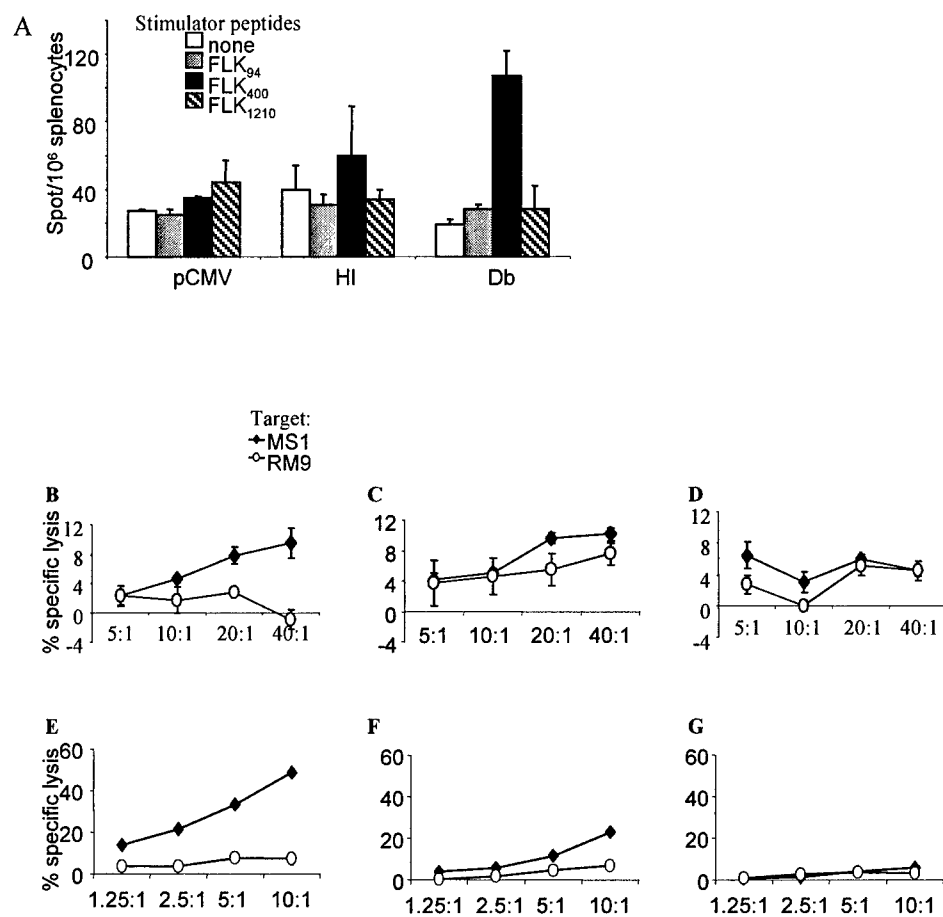 A
Stimulator peptides
none
FLK94
FLK400
FLK1210
Spot/10⁶ splenocytes
120
80
40
0
pCMV HI Db
Target:
MS1
RM9
B
% specific lysis
12
8
4
0
-4
5:1 10:1 20:1 40:1
C
12
8
4
0
-4
5:1 10:1 20:1 40:1
D
12
8
4
0
-4
5:1 10:1 20:1 40:1
E
% specific lysis
60
40
20
0
1.25:1 2.5:1 5:1 10:1
F
60
40
20
0
1.25:1 2.5:1 5:1 10:1
G
60
40
20
0
1.25:1 2.5:1 5:1 10:1